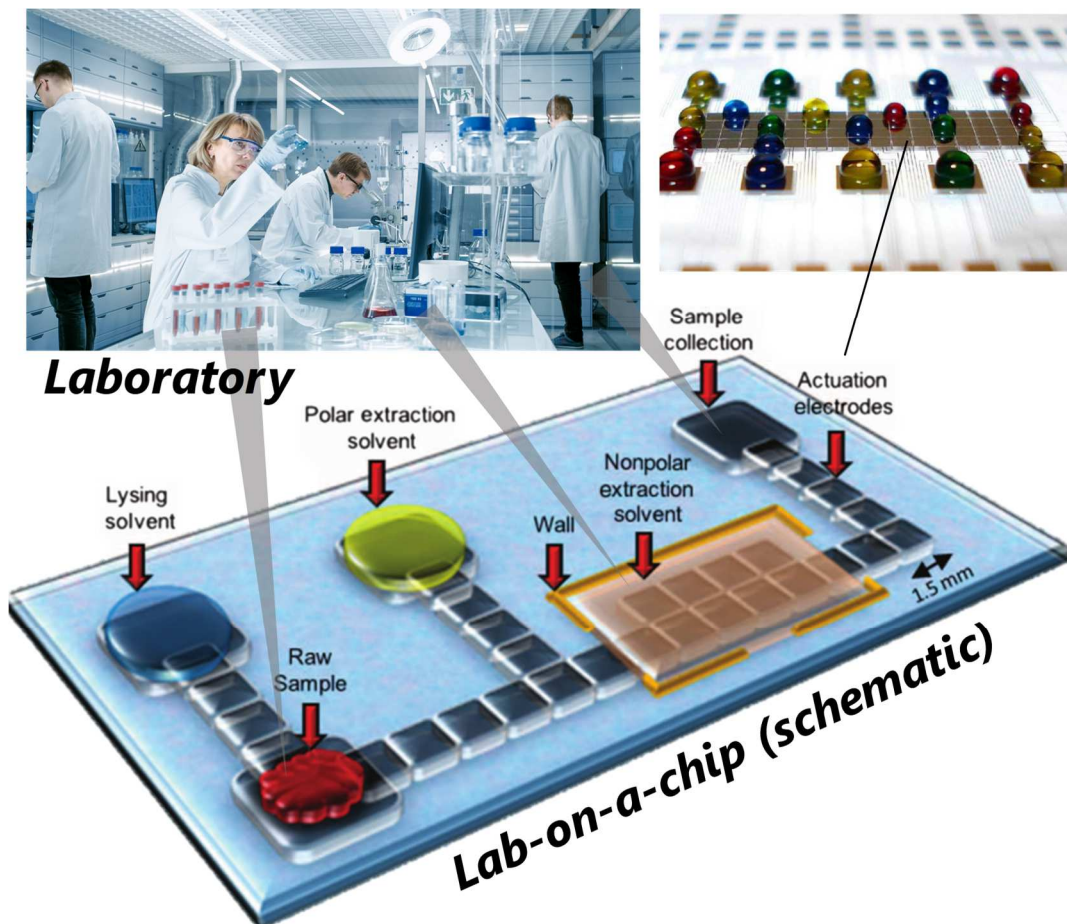 Laboratory
Sample
collection
Actuation
electrodes
Polar extraction
solvent
Nonpolar
extraction
solvent
Lysing
solvent
Wall
1.5 mm
Raw
Sample
Lab-on-a-chip (schematic)